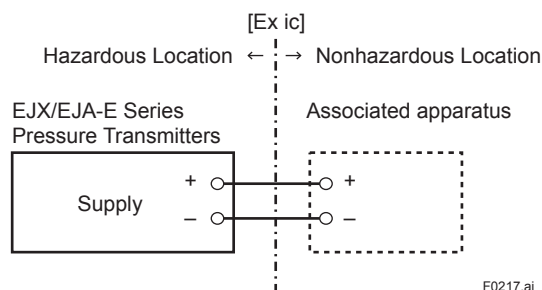 [Ex ic]
Hazardous Location ← → Nonhazardous Location
EJX/EJA-E Series
Pressure Transmitters
Associated apparatus
Supply
+
+
–
–
F0217.ai